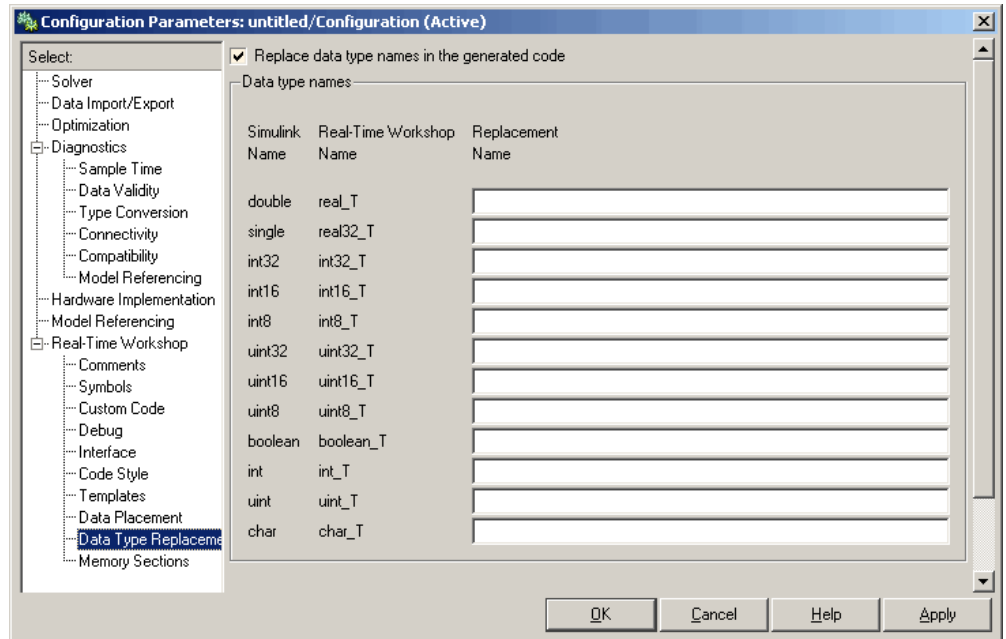 Configuration Parameters: untitled/Configuration (Active)
Select:
Solver
Data Import/Export
Optimization
Diagnostics
Sample Time
Data Validity
Type Conversion
Connectivity
Compatibility
Model Referencing
Hardware Implementation
Model Referencing
Real-Time Workshop
Comments
Symbols
Custom Code
Debug
Interface
Code Style
Templates
Data Placement
Data Type Replaceme
Memory Sections
Replace data type names in the generated code
Data type names
Simulink Real-Time Workshop Replacement
Name Name Name
double real_T
single real32_T
int32 int32_T
int16 int16_T
int8 int8_T
uint32 uint32_T
uint16 uint16_T
uint8 uint8_T
boolean boolean_T
int int_T
uint uint_T
char char_T
OK Cancel Help Apply